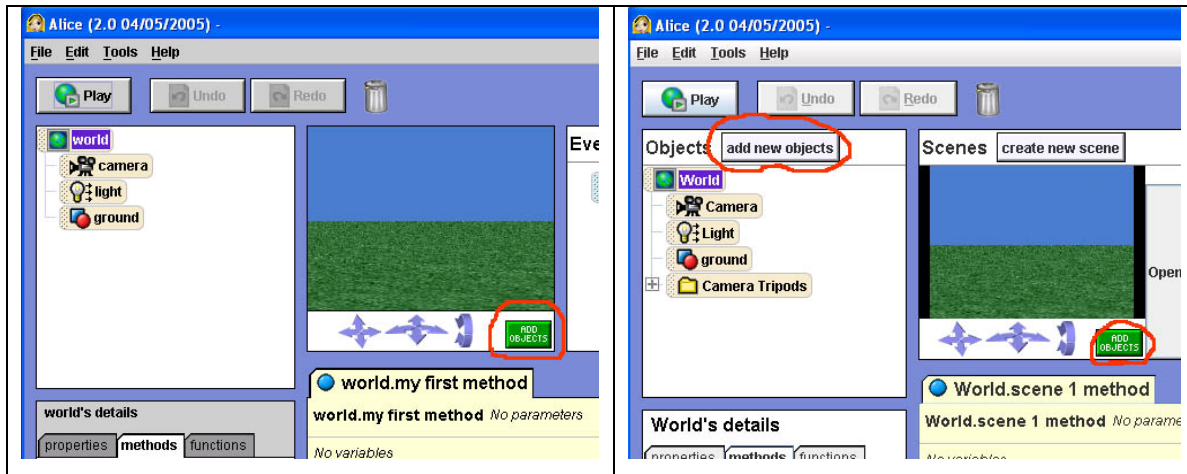 Alice (2.0 04/05/2005) -
File Edit Tools Help
Play Undo Redo
world
camera
light
ground
Eve
ADD
OBJECTS
world.my first method
world.my first method No parameters
No variables
world's details
properties methods functions
Alice (2.0 04/05/2005) -
File Edit Tools Help
Play Undo Redo
Objects add new objects
Scenes create new scene
World
Camera
Light
ground
Camera Tripods
Open
ADD
OBJECTS
World.scene 1 method
World.scene 1 method No parame
No variables
World's details
properties methods functions